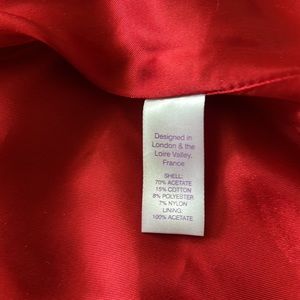 Designed in
London & the
Loire Valley,
France
SHELL:
70% ACETATE
15% COTTON
8% POLYESTER
7% NYLON
LINING:
100% ACETATE